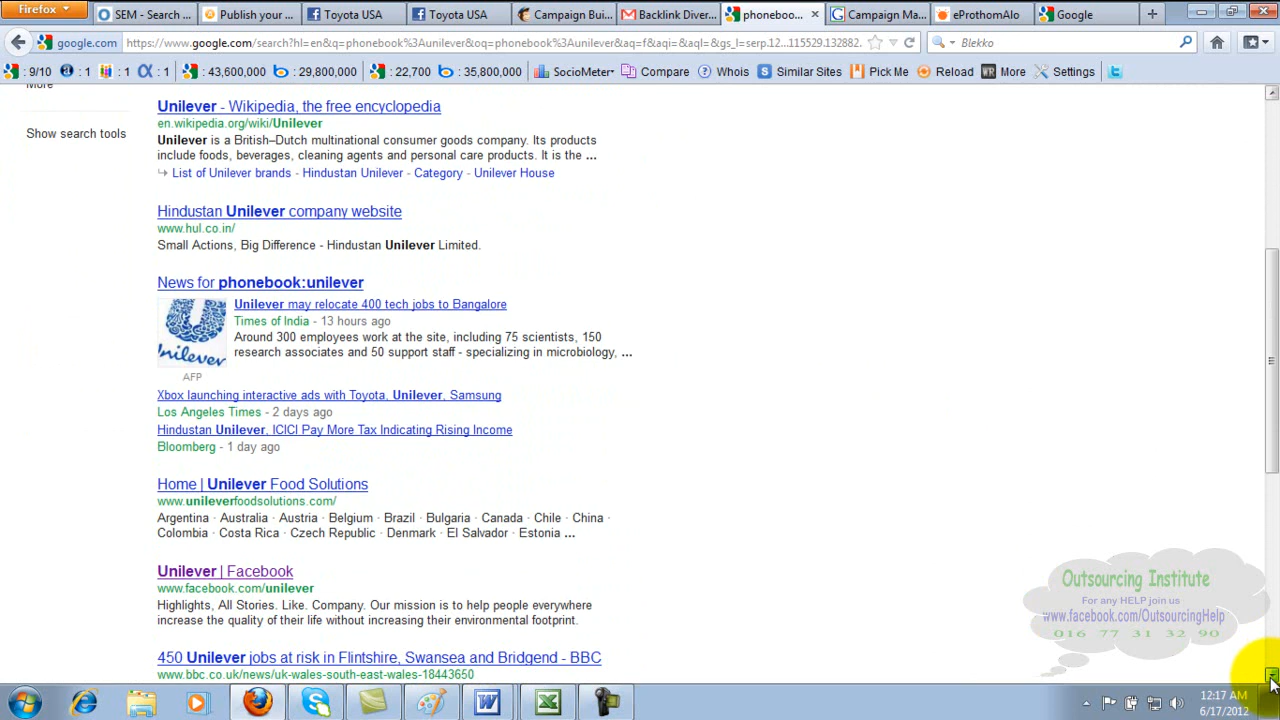 Firefox
SEM - Search ...
Publish your ...
Toyota USA
Toyota USA
Campaign Bui...
Backlink Diver...
phoneboo...
Campaign Ma...
eProthomAlo
Google
google.com
https://www.google.com/search?hl=en&q=phonebook%3Aunilever&oq=phonebook%3Aunilever&aq=f&aqi=&aql=&gs_l=serp.12...115529.132882.
Blekko
: 9/10
: 1
: 1
: 1
: 43,600,000
: 29,800,000
: 22,700
: 35,800,000
SocioMeter
Compare
Whois
Similar Sites
Pick Me
Reload
WR More
Settings
More
Show search tools
Unilever - Wikipedia, the free encyclopedia
en.wikipedia.org/wiki/Unilever
Unilever is a British–Dutch multinational consumer goods company. Its products
include foods, beverages, cleaning agents and personal care products. It is the ...
List of Unilever brands - Hindustan Unilever - Category - Unilever House
Hindustan Unilever company website
www.hul.co.in/
Small Actions, Big Difference - Hindustan Unilever Limited.
News for phonebook:unilever
Unilever may relocate 400 tech jobs to Bangalore
Times of India - 13 hours ago
Around 300 employees work at the site, including 75 scientists, 150
research associates and 50 support staff - specializing in microbiology, ...
Unilever
AFP
Xbox launching interactive ads with Toyota, Unilever, Samsung
Los Angeles Times - 2 days ago
Hindustan Unilever, ICICI Pay More Tax Indicating Rising Income
Bloomberg - 1 day ago
Home | Unilever Food Solutions
www.unileverfoodsolutions.com/
Argentina · Australia · Austria · Belgium · Brazil · Bulgaria · Canada · Chile · China ·
Colombia · Costa Rica · Czech Republic · Denmark · El Salvador · Estonia ...
Unilever | Facebook
www.facebook.com/unilever
Highlights, All Stories. Like. Company. Our mission is to help people everywhere
increase the quality of their life without increasing their environmental footprint.
450 Unilever jobs at risk in Flintshire, Swansea and Bridgend - BBC
www.bbc.co.uk/news/uk-wales-south-east-wales-18443650
Outsourcing Institute
For any HELP join us
www.facebook.com/OutsourcingHelp
016 77 31 32 90
12:17 AM
6/17/2012